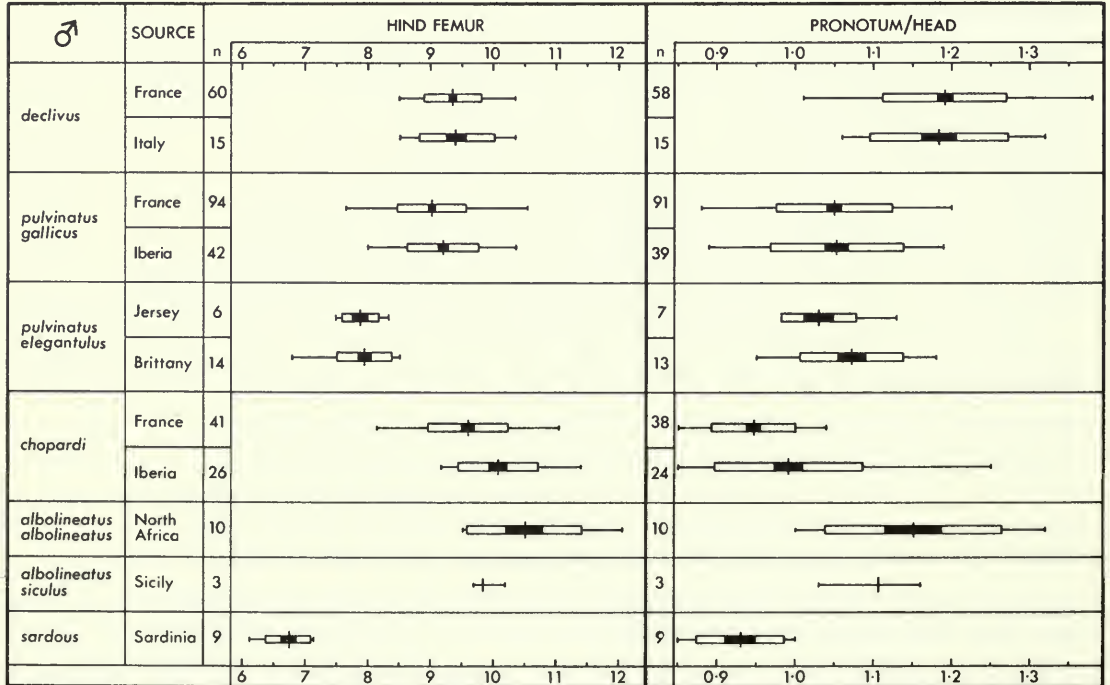 ♂ SOURCE n HIND FEMUR n PRONOTUM/HEAD
6 7 8 9 10 11 12 0·9 1·0 1·1 1·2 1·3
declivus
France 60 58
Italy 15 15
pulvinatus
gallicus
France 94 91
Iberia 42 39
pulvinatus
elegantulus
Jersey 6 7
Brittany 14 13
chopardi
France 41 38
Iberia 26 24
albolineatus
albolineatus
North
Africa
10 10
albolineatus
siculus
Sicily 3 3
sardous Sardinia 9 9
6 7 8 9 10 11 12 0·9 1·0 1·1 1·2 1·3